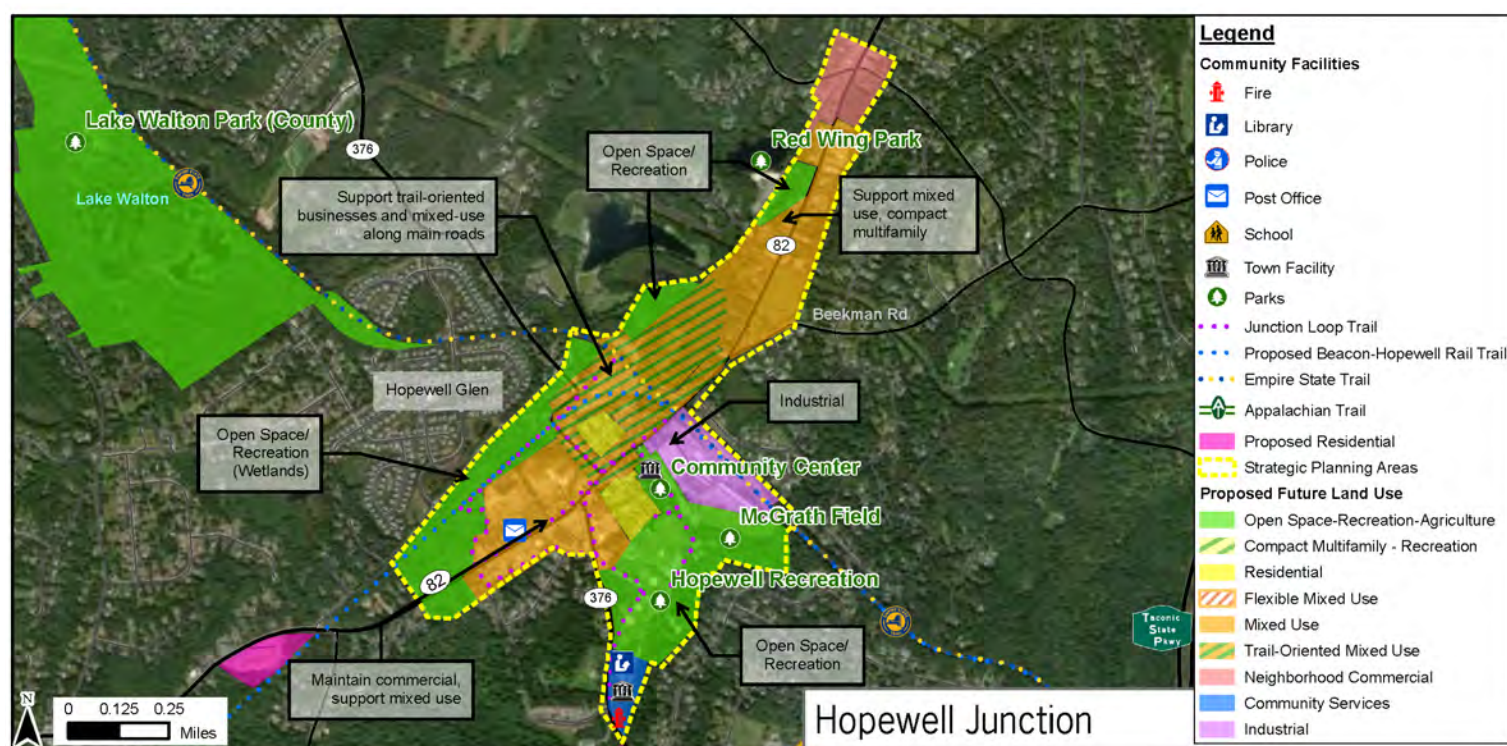 Lake Walton Park (County)
Lake Walton
376
Support trail-oriented
businesses and mixed-use
along main roads
Open Space/
Recreation
Red Wing Park
Support mixed
use, compact
multifamily
82
Beekman Rd
Hopewell Glen
Industrial
Open Space/
Recreation
(Wetlands)
Community Center
McGrath Field
82
Hopewell Recreation
376
Open Space/
Recreation
Maintain commercial,
support mixed use
Taconic
State
Pkwy
N
0 0.125 0.25
Miles
Hopewell Junction
Legend
Community Facilities
Fire
Library
Police
Post Office
School
Town Facility
Parks
Junction Loop Trail
Proposed Beacon-Hopewell Rail Trail
Empire State Trail
Appalachian Trail
Proposed Residential
Strategic Planning Areas
Proposed Future Land Use
Open Space-Recreation-Agriculture
Compact Multifamily - Recreation
Residential
Flexible Mixed Use
Mixed Use
Trail-Oriented Mixed Use
Neighborhood Commercial
Community Services
Industrial